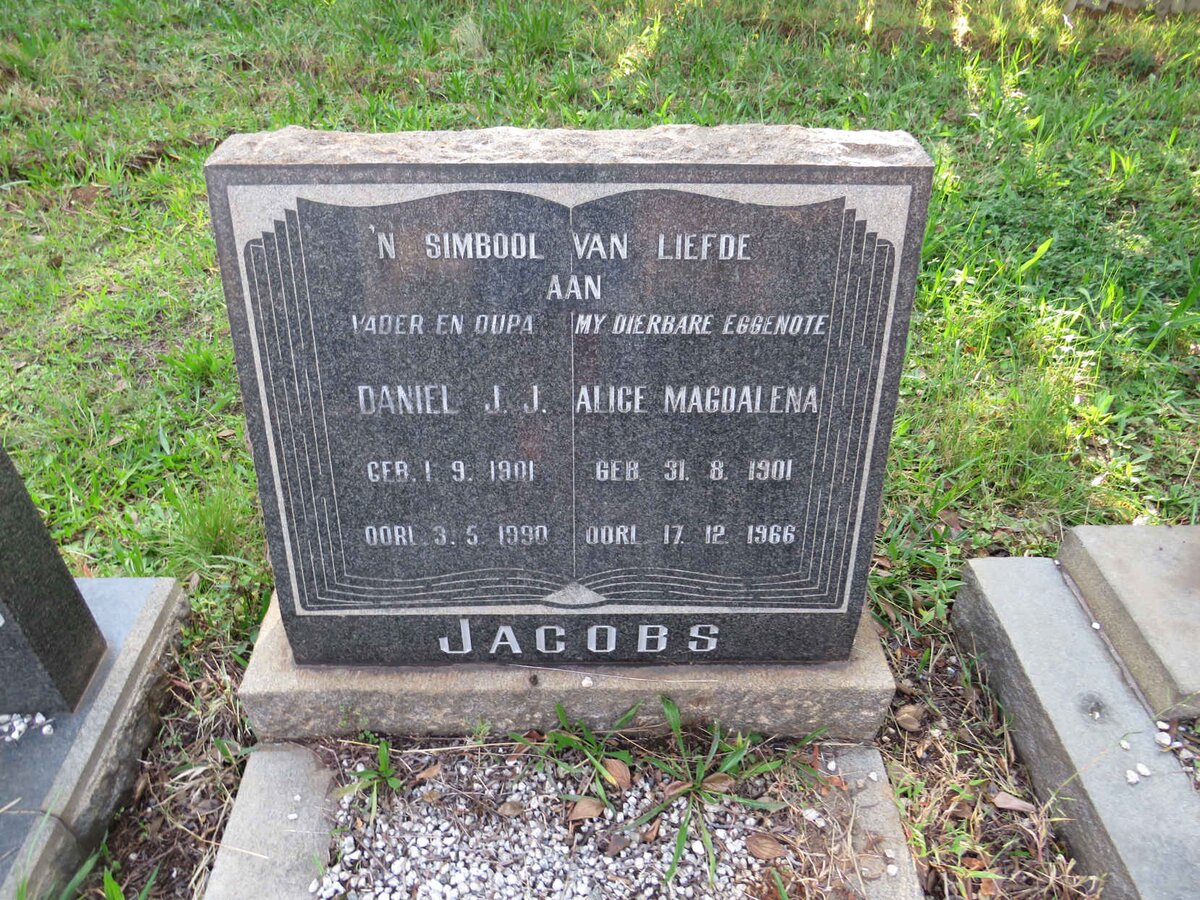 'N SIMBOOL VAN LIEFDE
AAN
VADER EN OUPA
DANIEL J. J.
GEB. 1. 9. 1901
OORL. 3. 5. 1990
MY DIERBARE EGGENOTE
ALICE MAGDALENA
GEB. 31. 8. 1901
OORL. 17. 12. 1966
JACOBS